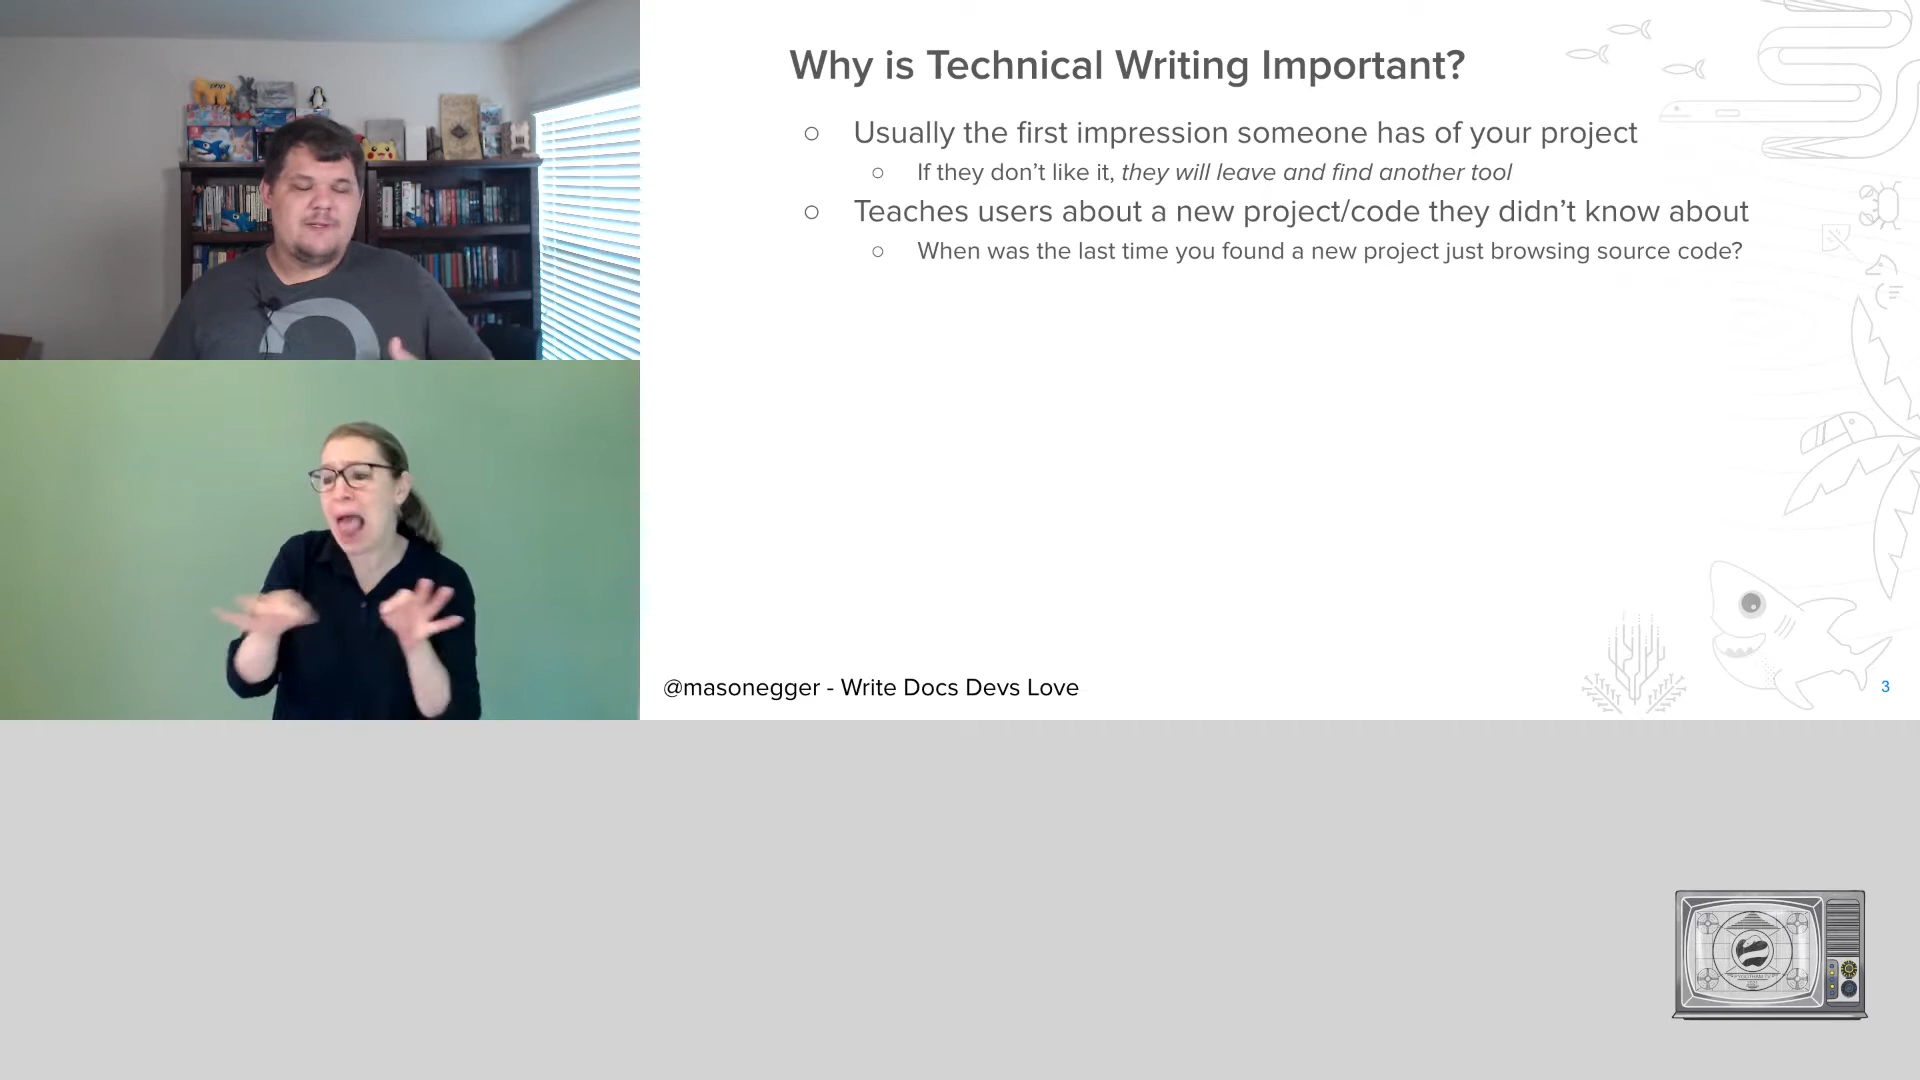 Why is Technical Writing Important?
Usually the first impression someone has of your project
If they don't like it, they will leave and find another tool
Teaches users about a new project/code they didn't know about
When was the last time you found a new project just browsing source code?
@masonegger - Write Docs Devs Love
3